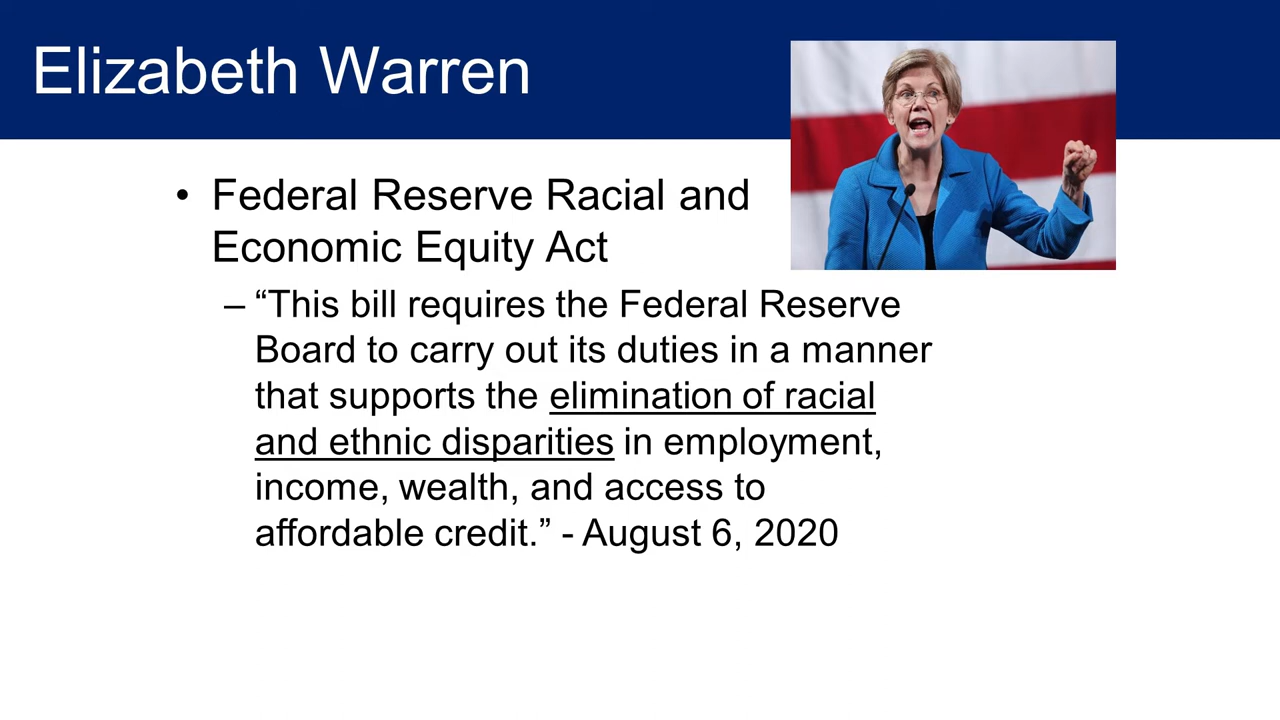 Elizabeth Warren
• Federal Reserve Racial and
Economic Equity Act
– “This bill requires the Federal Reserve
Board to carry out its duties in a manner
that supports the elimination of racial
and ethnic disparities in employment,
income, wealth, and access to
affordable credit.” - August 6, 2020